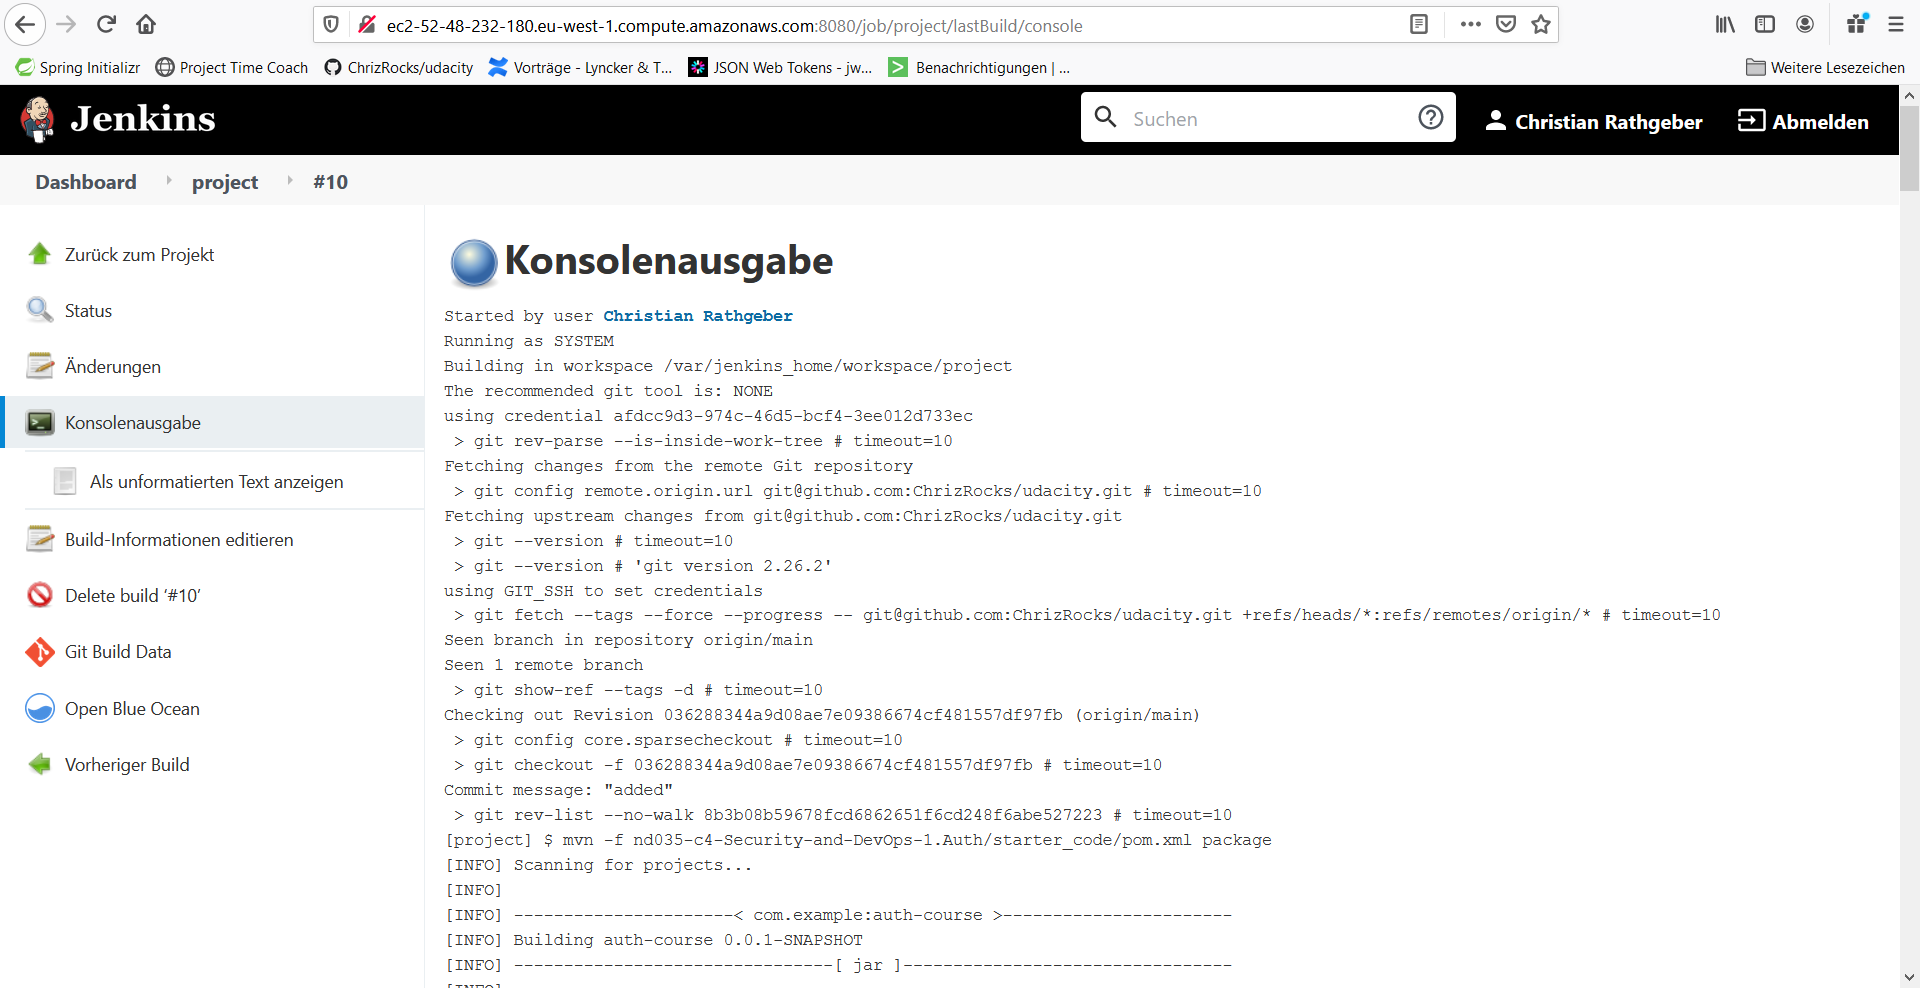 ec2-52-48-232-180.eu-west-1.compute.amazonaws.com:8080/job/project/lastBuild/console
Spring Initializr Project Time Coach ChrizRocks/udacity Vorträge - Lyncker & T... JSON Web Tokens - jw... Benachrichtigungen | ... Weitere Lesezeichen
Jenkins Suchen Christian Rathgeber Abmelden
Dashboard project #10
Zurück zum Projekt
Status
Änderungen
Konsolenausgabe
Als unformatierten Text anzeigen
Build-Informationen editieren
Delete build ‘#10’
Git Build Data
Open Blue Ocean
Vorheriger Build
Konsolenausgabe
Started by user Christian Rathgeber
Running as SYSTEM
Building in workspace /var/jenkins_home/workspace/project
The recommended git tool is: NONE
using credential afdcc9d3-974c-46d5-bcf4-3ee012d733ec
> git rev-parse --is-inside-work-tree # timeout=10
Fetching changes from the remote Git repository
> git config remote.origin.url git@github.com:ChrizRocks/udacity.git # timeout=10
Fetching upstream changes from git@github.com:ChrizRocks/udacity.git
> git --version # timeout=10
> git --version # 'git version 2.26.2'
using GIT_SSH to set credentials
> git fetch --tags --force --progress -- git@github.com:ChrizRocks/udacity.git +refs/heads/*:refs/remotes/origin/* # timeout=10
Seen branch in repository origin/main
Seen 1 remote branch
> git show-ref --tags -d # timeout=10
Checking out Revision 036288344a9d08ae7e09386674cf481557df97fb (origin/main)
> git config core.sparsecheckout # timeout=10
> git checkout -f 036288344a9d08ae7e09386674cf481557df97fb # timeout=10
Commit message: "added"
> git rev-list --no-walk 8b3b08b59678fcd6862651f6cd248f6abe527223 # timeout=10
[project] $ mvn -f nd035-c4-Security-and-DevOps-1.Auth/starter_code/pom.xml package
[INFO] Scanning for projects...
[INFO]
[INFO] ----------------------< com.example:auth-course >-----------------------
[INFO] Building auth-course 0.0.1-SNAPSHOT
[INFO] --------------------------------[ jar ]---------------------------------
[INFO]